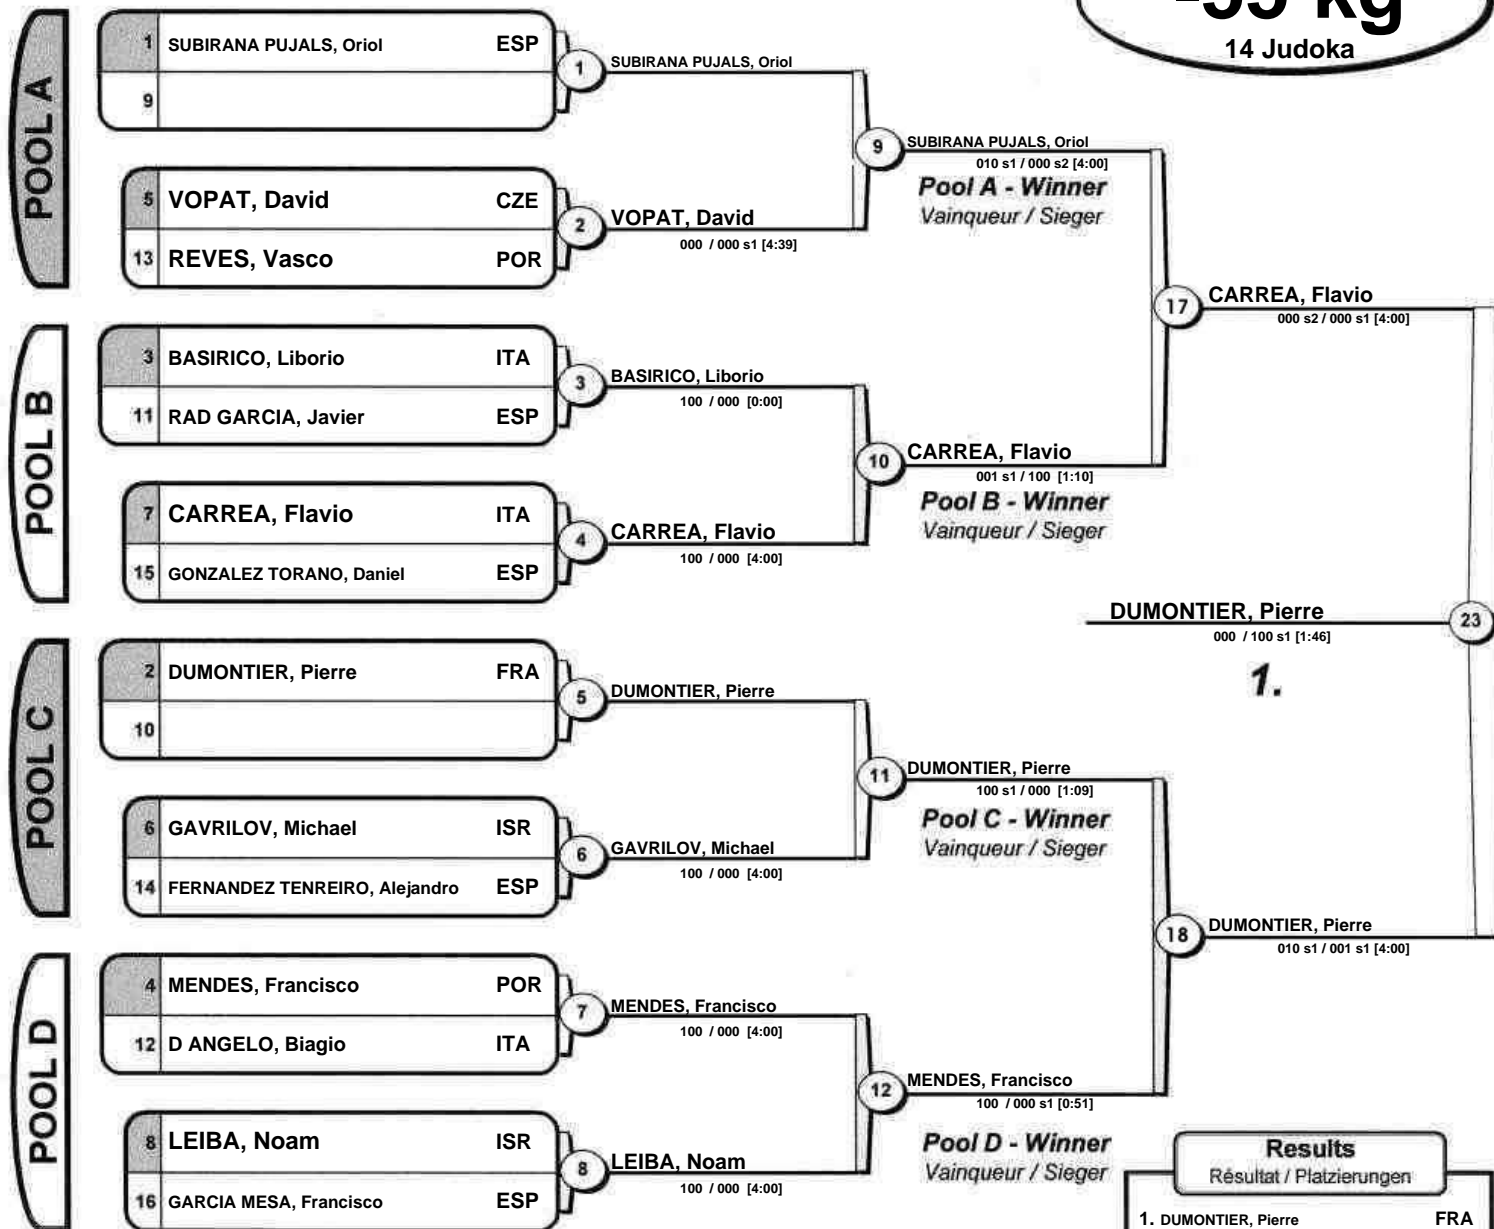 -55 kg
14 Judoka
POOL A
1 SUBIRANA PUJALS, Oriol ESP
9
1
SUBIRANA PUJALS, Oriol
5 VOPAT, David CZE
13 REVES, Vasco POR
2
VOPAT, David
000 / 000 s1 [4:39]
9
SUBIRANA PUJALS, Oriol
010 s1 / 000 s2 [4:00]
Pool A - Winner
Vainqueur / Sieger
POOL B
3 BASIRICO, Liborio ITA
11 RAD GARCIA, Javier ESP
3
BASIRICO, Liborio
100 / 000 [0:00]
7 CARREA, Flavio ITA
15 GONZALEZ TORANO, Daniel ESP
4
CARREA, Flavio
100 / 000 [4:00]
10
CARREA, Flavio
001 s1 / 100 [1:10]
Pool B - Winner
Vainqueur / Sieger
17
CARREA, Flavio
000 s2 / 000 s1 [4:00]
DUMONTIER, Pierre
23
000 / 100 s1 [1:46]
1.
POOL C
2 DUMONTIER, Pierre FRA
10
5
DUMONTIER, Pierre
6 GAVRILOV, Michael ISR
14 FERNANDEZ TENREIRO, Alejandro ESP
6
GAVRILOV, Michael
100 / 000 [4:00]
11
DUMONTIER, Pierre
100 s1 / 000 [1:09]
Pool C - Winner
Vainqueur / Sieger
18
DUMONTIER, Pierre
010 s1 / 001 s1 [4:00]
POOL D
4 MENDES, Francisco POR
12 D ANGELO, Biagio ITA
7
MENDES, Francisco
100 / 000 [4:00]
8 LEIBA, Noam ISR
16 GARCIA MESA, Francisco ESP
8
LEIBA, Noam
100 / 000 [4:00]
12
MENDES, Francisco
100 / 000 s1 [0:51]
Pool D - Winner
Vainqueur / Sieger
Results
Résultat / Platzierungen
1. DUMONTIER, Pierre FRA